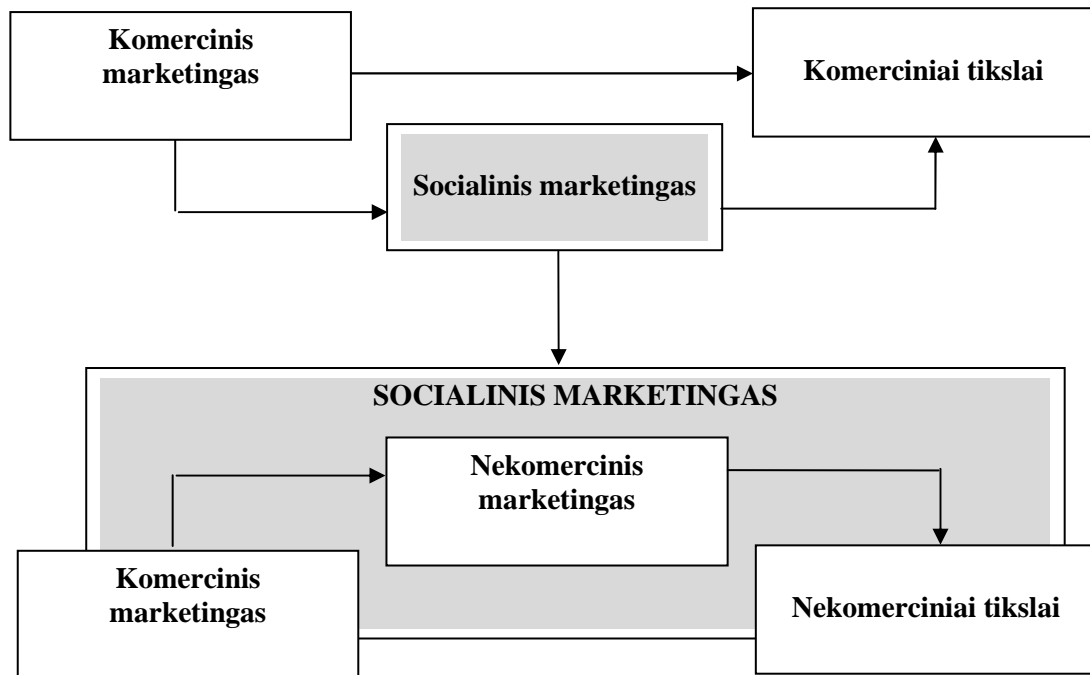 Komercinis
marketingas
Komerciniai tikslai
Socialinis marketingas
SOCIALINIS MARKETINGAS
Nekomercinis
marketingas
Komercinis
marketingas
Nekomerciniai tikslai